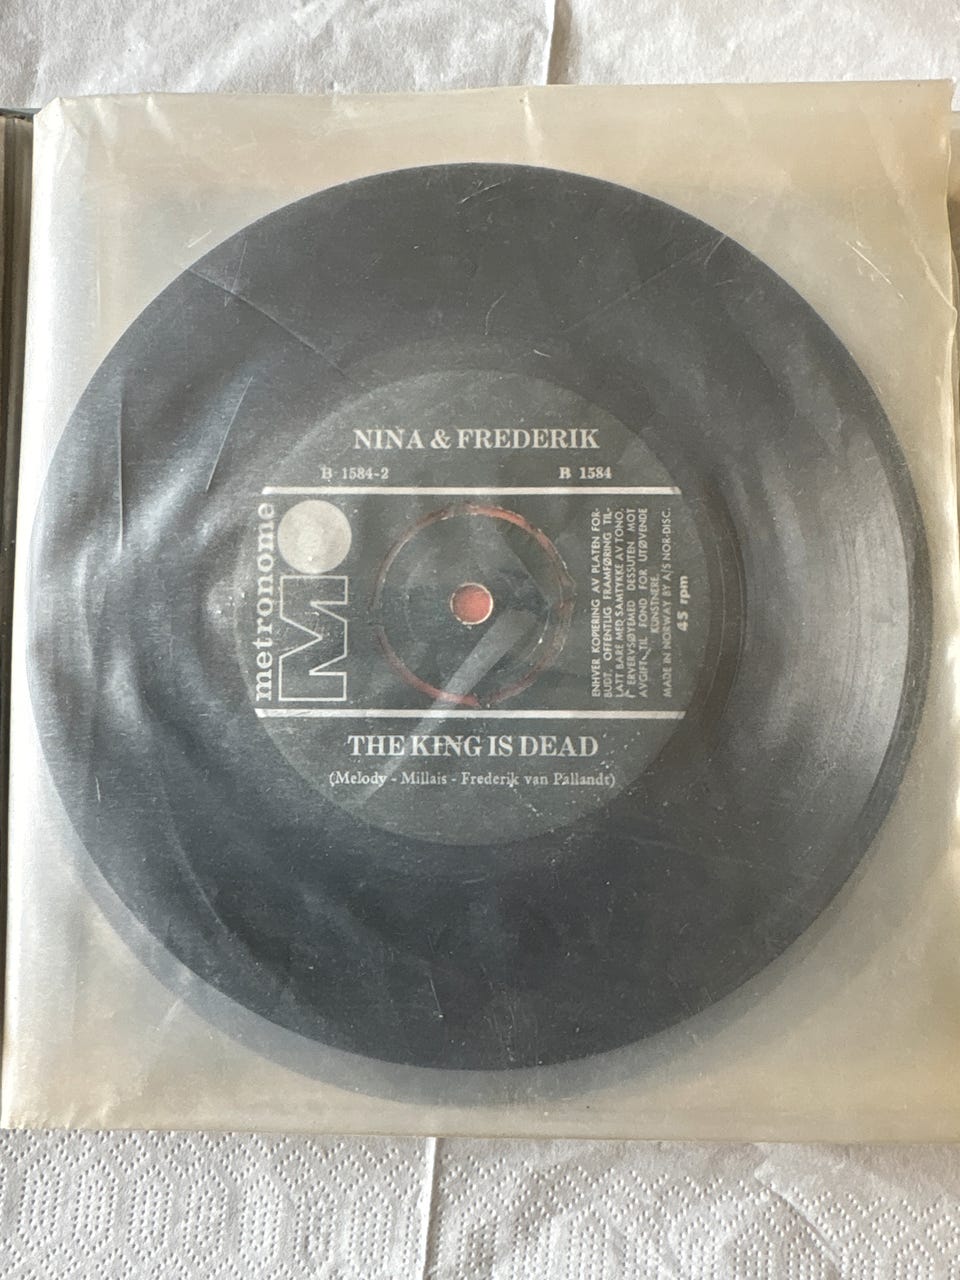 NINA & FREDERIK
B 1584-2
B 1584
metronome
M
ENHVER KOPIERING AV PLATEN FOR-
BUDT. OFFENTLIG FRAMFØRING TIL-
LATT BARE MED SAMTYKKE AV TONO.
ERVERVSØYEMED DESSUTEN MOT
AVGIFT TIL FOND FOR UTØVENDE
KUNSTNERE.
MADE IN NORWAY BY A/S NOR-DISC.
45 rpm
THE KING IS DEAD
(Melody - Millais - Frederik van Pallandt)